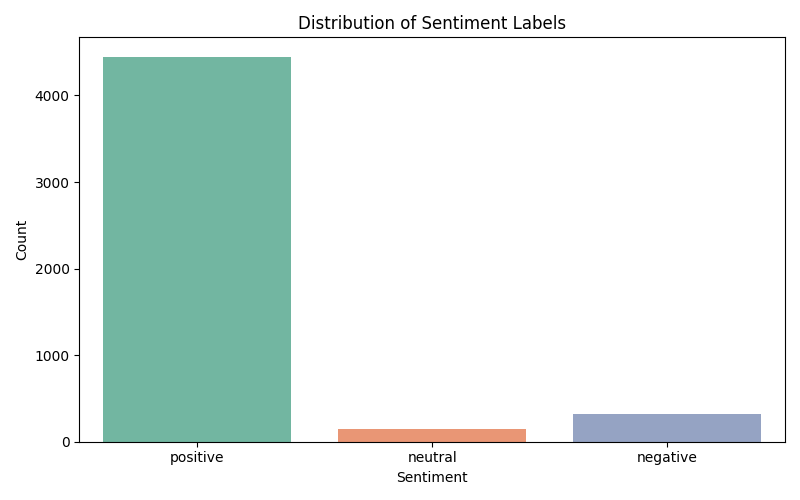 Distribution of Sentiment Labels
4000
3000
2000
1000
0
Count
positive
neutral
negative
Sentiment